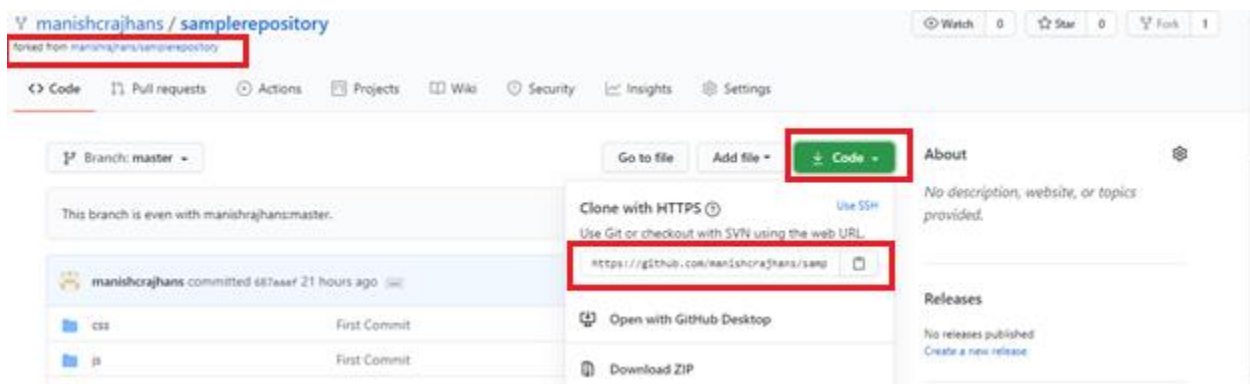 manishcrajhans / samplerepository
Watch 0 Star 0 Fork 1
forked from manishrajhans/samplerepository
<> Code Pull requests Actions Projects Wiki Security Insights Settings
Branch: master Go to file Add file Code
About
No description, website, or topics
provided.
This branch is even with manishrajhans:master.
Clone with HTTPS Use SSH
Use Git or checkout with SVN using the web URL.
https://github.com/manishcrajhans/samp
manishcrajhans committed 21 hours ago
css First Commit
js First Commit
Open with GitHub Desktop
Download ZIP
Releases
No releases published
Create a new release